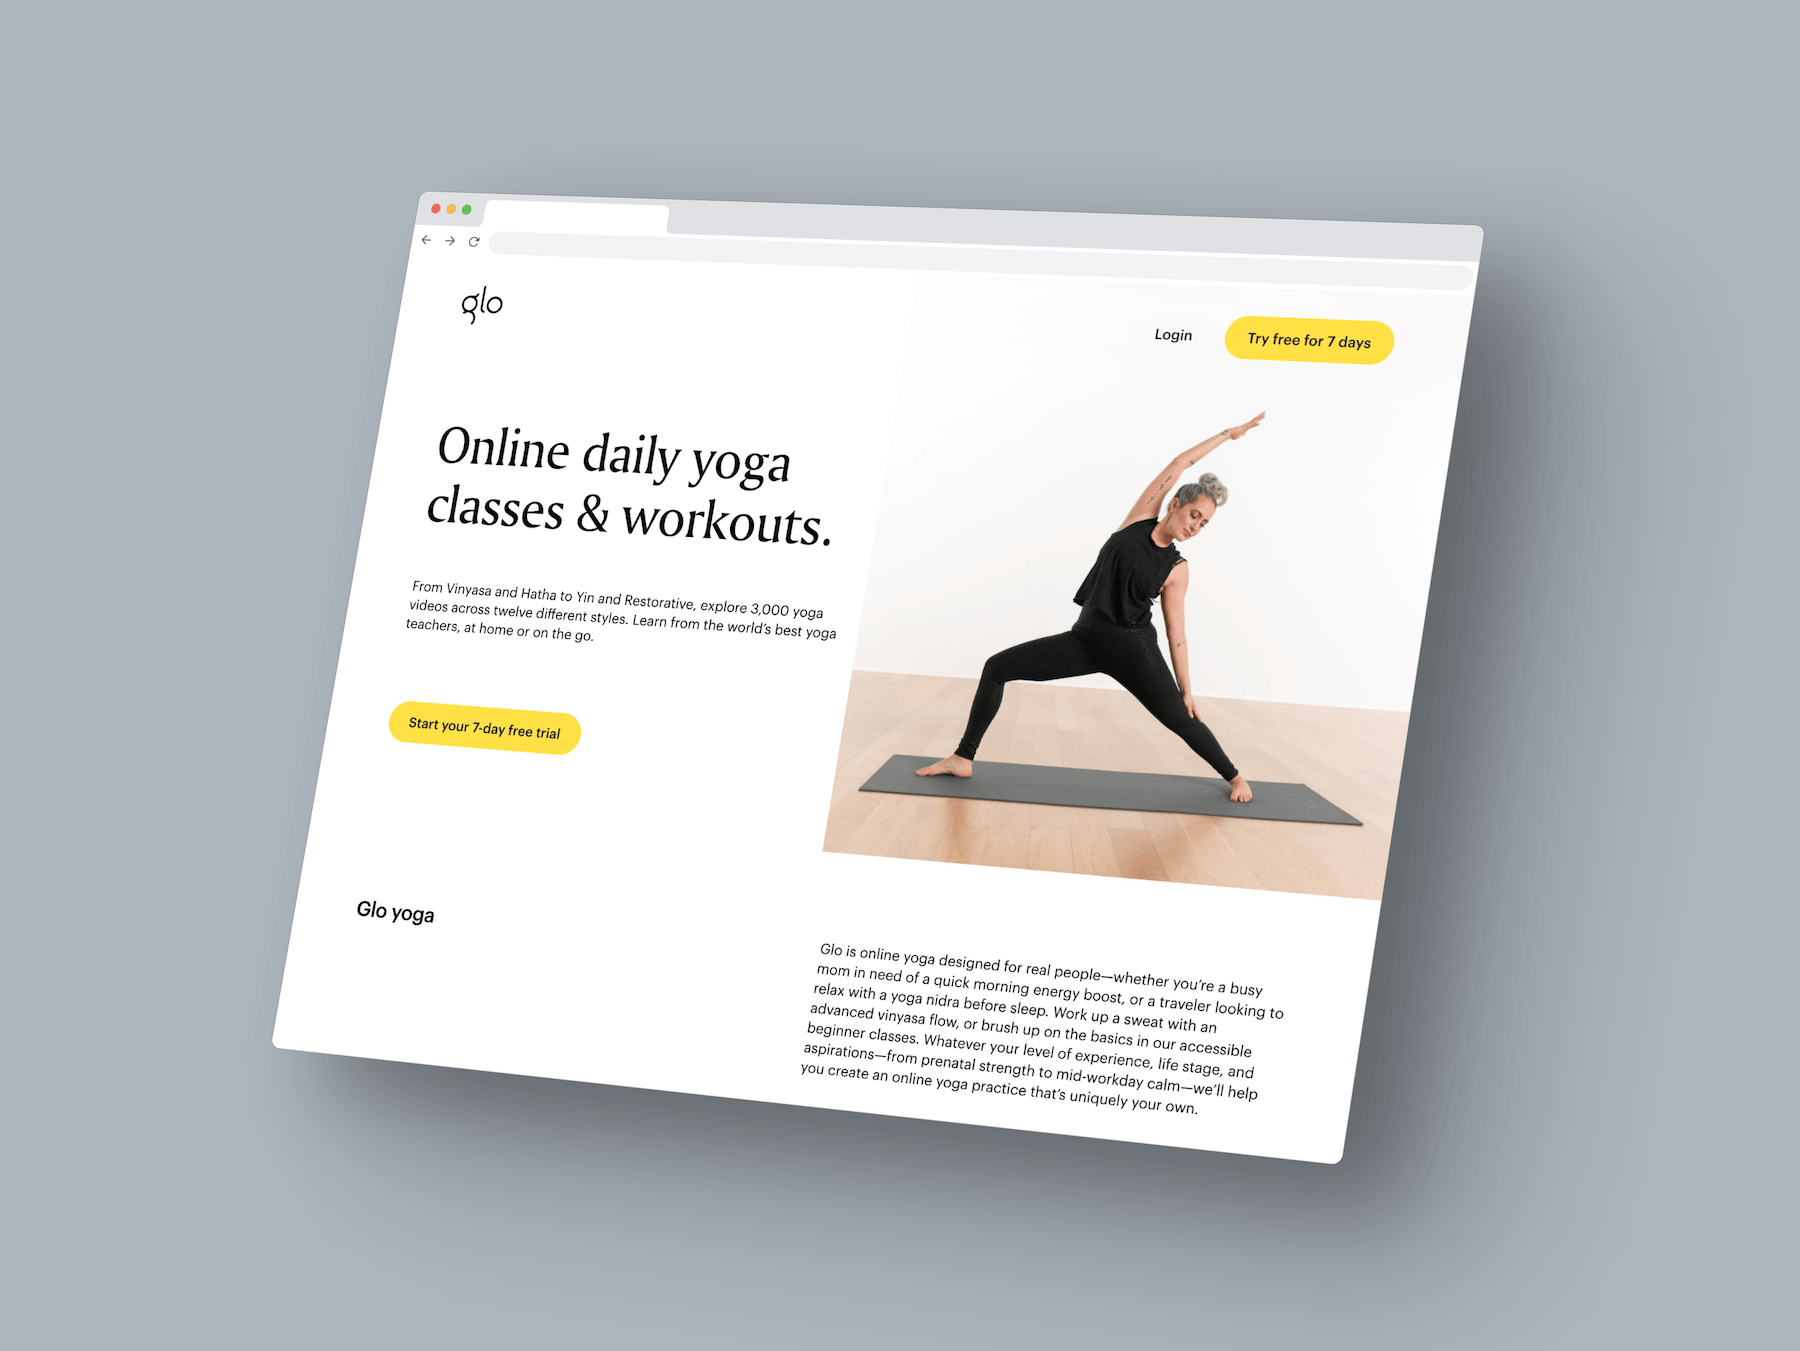 glo
Login
Try free for 7 days
Online daily yoga
classes & workouts.
From Vinyasa and Hatha to Yin and Restorative, explore 3,000 yoga
videos across twelve different styles. Learn from the world's best yoga
teachers, at home or on the go.
Start your 7-day free trial
Glo yoga
Glo is online yoga designed for real people—whether you're a busy
mom in need of a quick morning energy boost, or a traveler looking to
relax with a yoga nidra before sleep. Work up a sweat with an
advanced vinyasa flow, or brush up on the basics in our accessible
beginner classes. Whatever your level of experience, life stage, and
aspirations—from prenatal strength to mid-workday calm—we'll help
you create an online yoga practice that's uniquely your own.